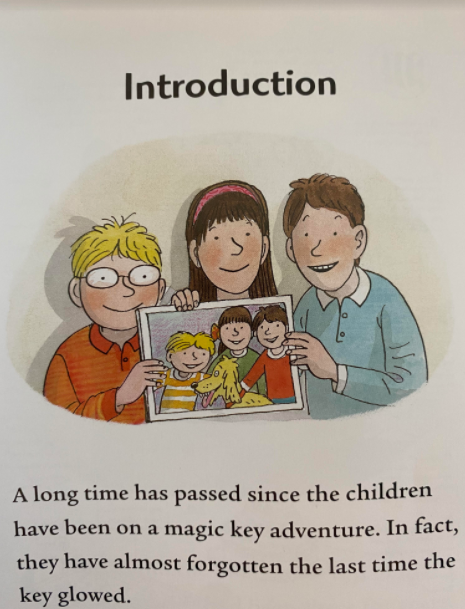 Introduction
A long time has passed since the children
have been on a magic key adventure. In fact,
they have almost forgotten the last time the
key glowed.